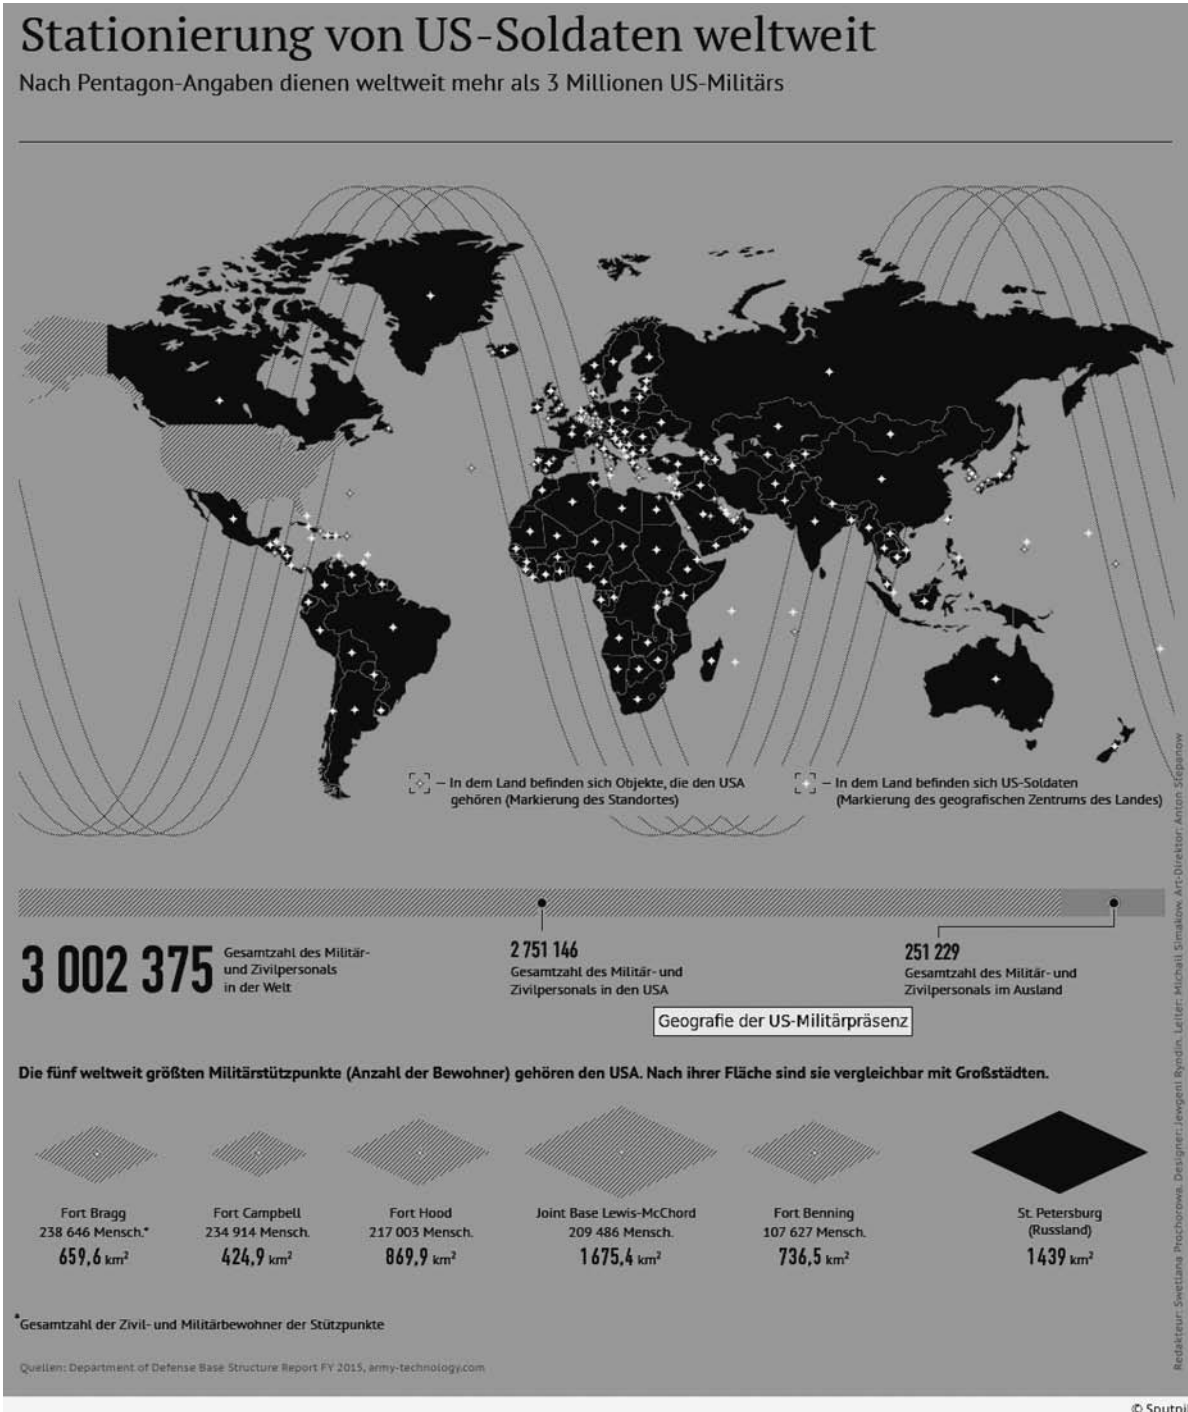 Stationierung von US-Soldaten weltweit
Nach Pentagon-Angaben dienen weltweit mehr als 3 Millionen US-Militärs
– In dem Land befinden sich Objekte, die den USA
gehören (Markierung des Standortes)
– In dem Land befinden sich US-Soldaten
(Markierung des geografischen Zentrums des Landes)
3 002 375
Gesamtzahl des Militär-
und Zivilpersonals
in der Welt
2 751 146
Gesamtzahl des Militär- und
Zivilpersonals in den USA
251 229
Gesamtzahl des Militär- und
Zivilpersonals im Ausland
Geografie der US-Militärpräsenz
Die fünf weltweit größten Militärstützpunkte (Anzahl der Bewohner) gehören den USA. Nach ihrer Fläche sind sie vergleichbar mit Großstädten.
Fort Bragg
238 646 Mensch.*
659,6 km²
Fort Campbell
234 914 Mensch.
424,9 km²
Fort Hood
217 003 Mensch.
869,9 km²
Joint Base Lewis-McChord
209 486 Mensch.
1 675,4 km²
Fort Benning
107 627 Mensch.
736,5 km²
St. Petersburg
(Russland)
1439 km²
*Gesamtzahl der Zivil- und Militärbewohner der Stützpunkte
Quellen: Department of Defense Base Structure Report FY 2015, army-technology.com
Redakteur: Swetlana Prochorowa, Designer: Jewgeni Ryndin, Leiter: Michail Simakow, Art-Direktor: Anton Stepanow